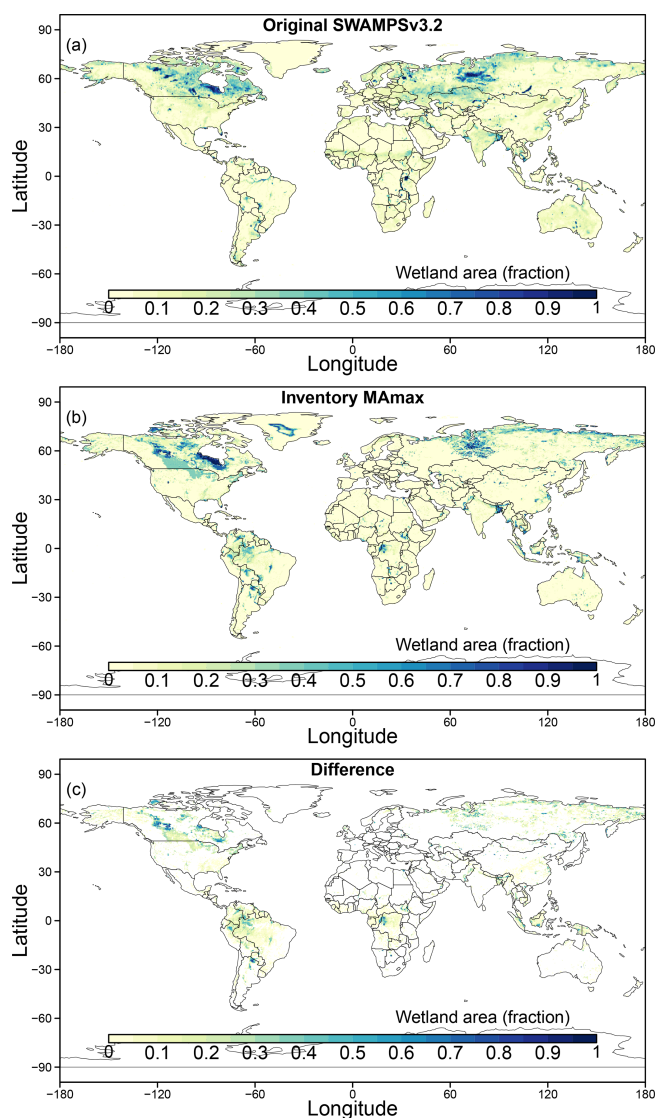 Original SWAMPSv3.2
(a)
90
60
30
0
−30
−60
−90
Latitude
Wetland area (fraction)
0 0.1 0.2 0.3 0.4 0.5 0.6 0.7 0.8 0.9 1
−180 −120 −60 0 60 120 180
Longitude
Inventory MAmax
(b)
90
60
30
0
−30
−60
−90
Latitude
Wetland area (fraction)
0 0.1 0.2 0.3 0.4 0.5 0.6 0.7 0.8 0.9 1
−180 −120 −60 0 60 120 180
Longitude
Difference
(c)
90
60
30
0
−30
−60
−90
Latitude
Wetland area (fraction)
0 0.1 0.2 0.3 0.4 0.5 0.6 0.7 0.8 0.9 1
−180 −120 −60 0 60 120 180
Longitude